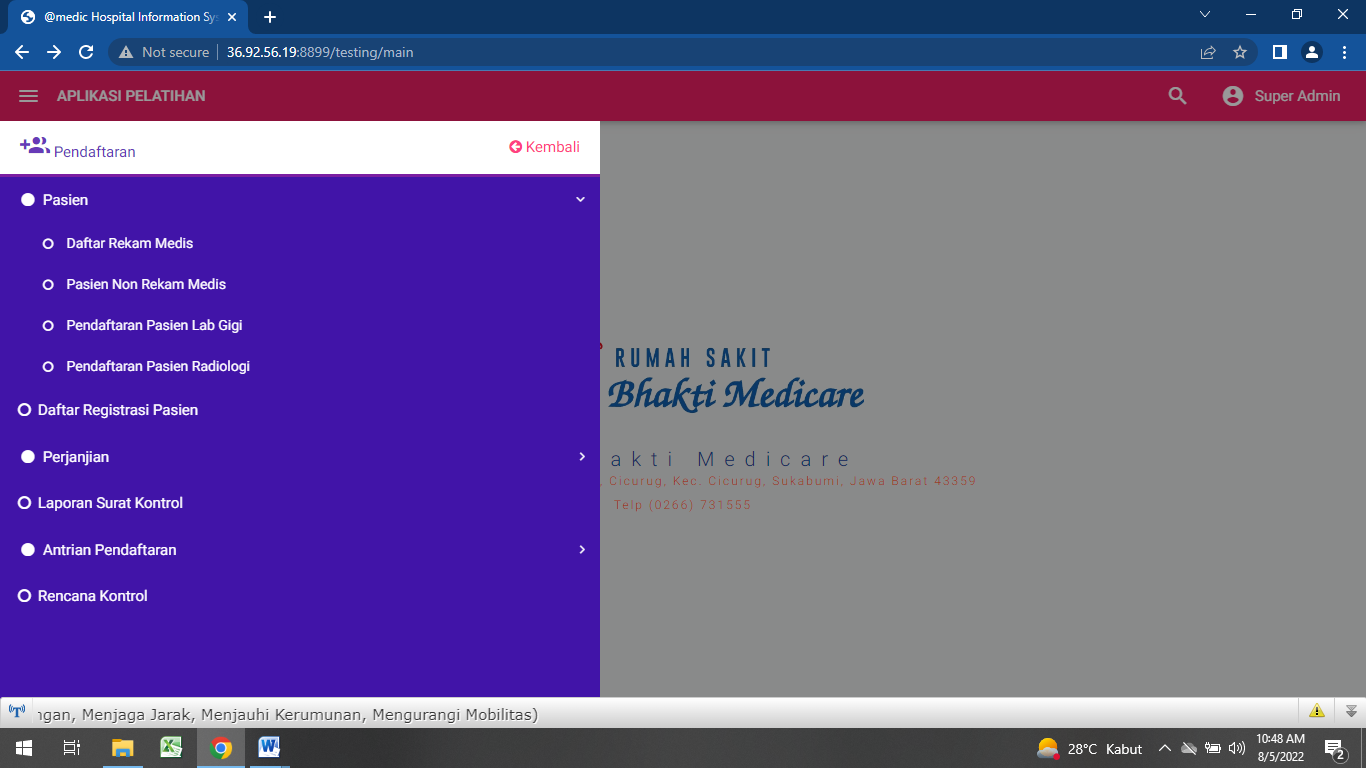 @medic Hospital Information Sys
Not secure
36.92.56.19:8899/testing/main
APLIKASI PELATIHAN
Super Admin
Pendaftaran
Kembali
Pasien
Daftar Rekam Medis
Pasien Non Rekam Medis
Pendaftaran Pasien Lab Gigi
Pendaftaran Pasien Radiologi
Daftar Registrasi Pasien
Perjanjian
Laporan Surat Kontrol
Antrian Pendaftaran
Rencana Kontrol
RUMAH SAKIT
Bhakti Medicare
akti Medicare
, Cicurug, Kec. Cicurug, Sukabumi, Jawa Barat 43359
Telp (0266) 731555
ngan, Menjaga Jarak, Menjauhi Kerumunan, Mengurangi Mobilitas)
28°C Kabut
10:48 AM
8/5/2022
2